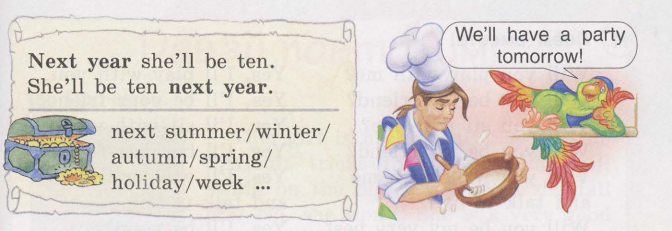 Next year she'll be ten.
She'll be ten next year.
next summer/winter/
autumn/spring/
holiday/week ...
We'll have a party
tomorrow!